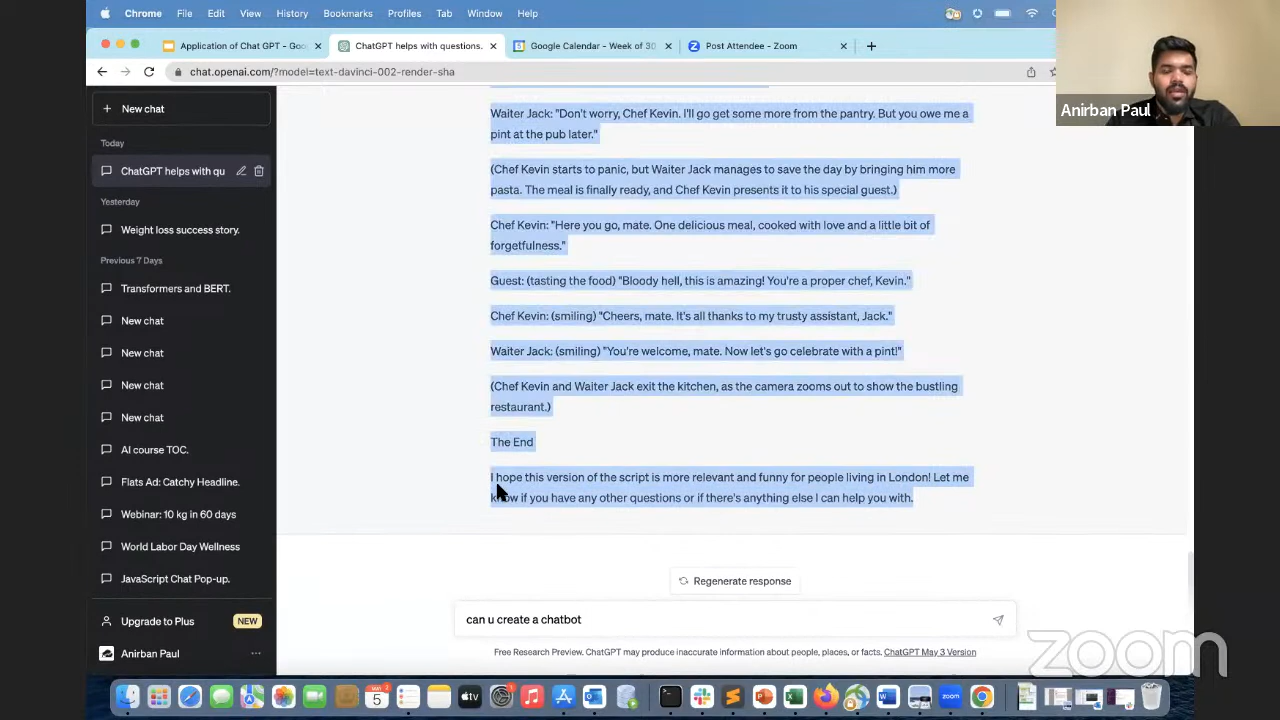 Chrome File Edit View History Bookmarks Profiles Tab Window Help
Application of Chat GPT - Goo
ChatGPT helps with questions.
Google Calendar - Week of 30
Post Attendee - Zoom
chat.openai.com/?model=text-davinci-002-render-sha
Anirban Paul
New chat
Today
ChatGPT helps with qu
Yesterday
Weight loss success story.
Previous 7 Days
Transformers and BERT.
New chat
New chat
New chat
New chat
AI course TOC.
Flats Ad: Catchy Headline.
Webinar: 10 kg in 60 days
World Labor Day Wellness
JavaScript Chat Pop-up.
Upgrade to Plus NEW
Anirban Paul
Waiter Jack: "Don't worry, Chef Kevin. I'll go get some more from the pantry. But you owe me a
pint at the pub later."
(Chef Kevin starts to panic, but Waiter Jack manages to save the day by bringing him more
pasta. The meal is finally ready, and Chef Kevin presents it to his special guest.)
Chef Kevin: "Here you go, mate. One delicious meal, cooked with love and a little bit of
forgetfulness."
Guest: (tasting the food) "Bloody hell, this is amazing! You're a proper chef, Kevin."
Chef Kevin: (smiling) "Cheers, mate. It's all thanks to my trusty assistant, Jack."
Waiter Jack: (smiling) "You're welcome, mate. Now let's go celebrate with a pint!"
(Chef Kevin and Waiter Jack exit the kitchen, as the camera zooms out to show the bustling
restaurant.)
The End
I hope this version of the script is more relevant and funny for people living in London! Let me
know if you have any other questions or if there's anything else I can help you with.
Regenerate response
can u create a chatbot
Free Research Preview. ChatGPT may produce inaccurate information about people, places, or facts. ChatGPT May 3 Version
zoom
5
tv
zoom